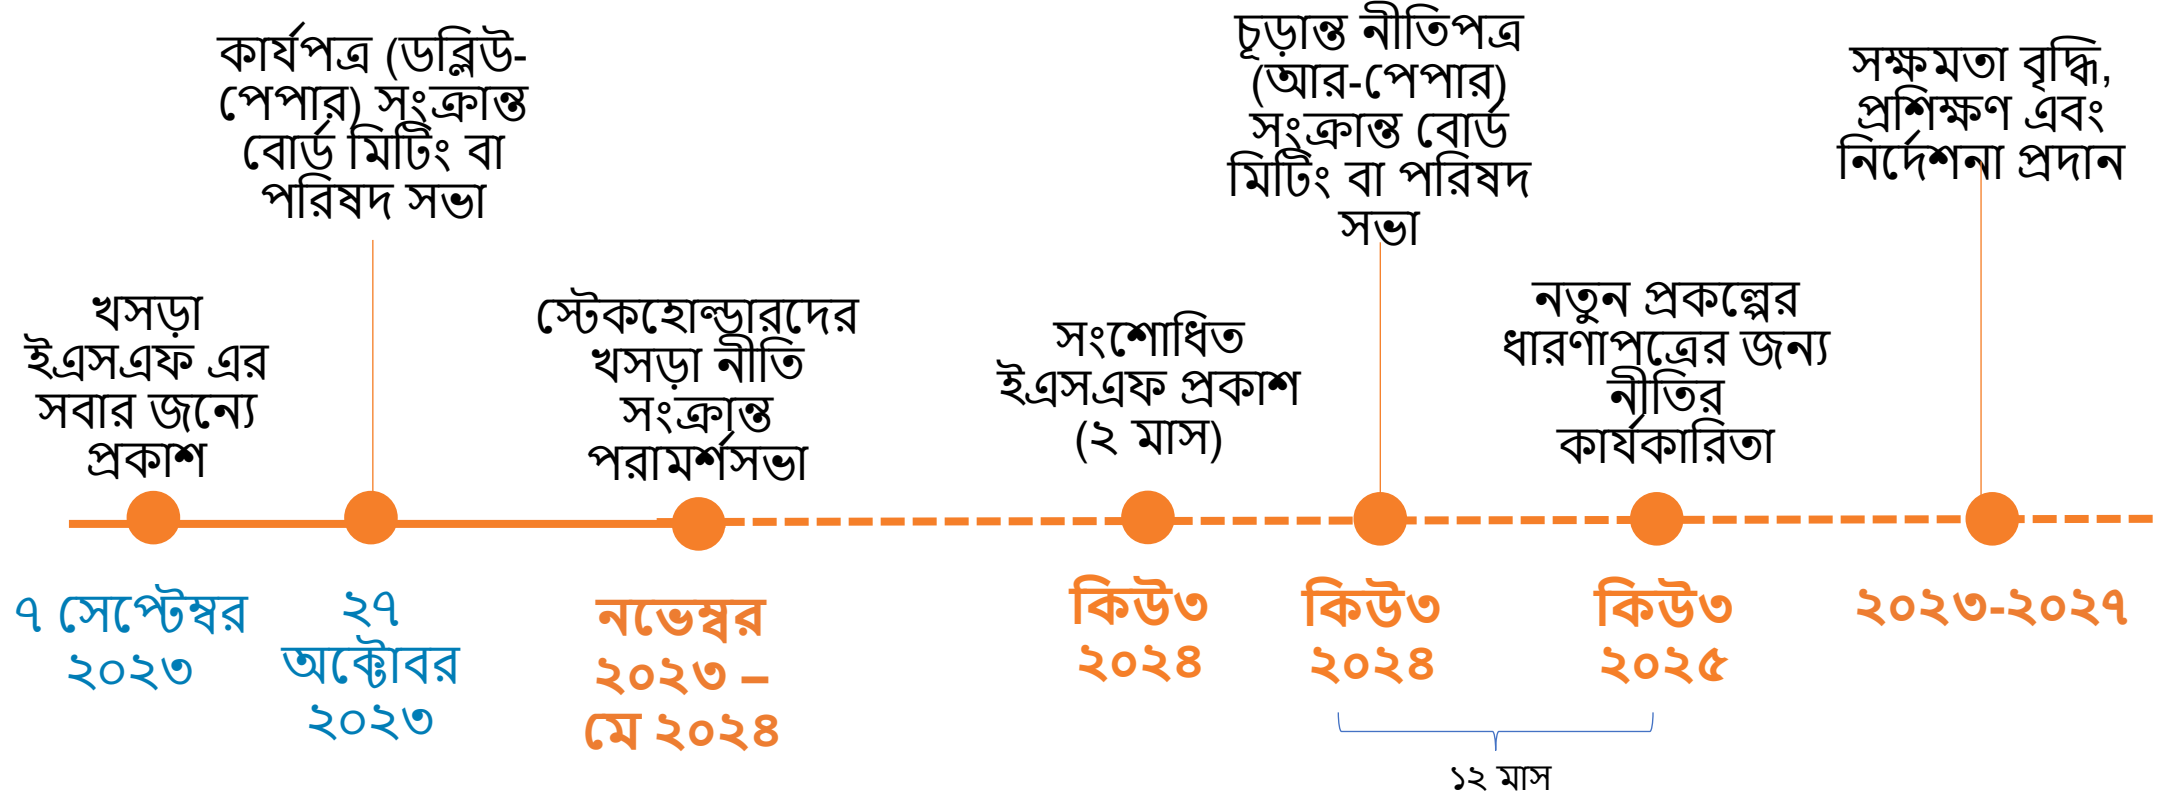 কার্যপত্র (ডব্লিউ-
পেপার) সংক্রান্ত
বোর্ড মিটিং বা
পরিষদ সভা
চূড়ান্ত নীতিপত্র
(আর-পেপার)
সংক্রান্ত বোর্ড
মিটিং বা পরিষদ
সভা
সক্ষমতা বৃদ্ধি,
প্রশিক্ষণ এবং
নির্দেশনা প্রদান
খসড়া
ইএসএফ এর
সবার জন্যে
প্রকাশ
স্টেকহোল্ডারদের
খসড়া নীতি
সংক্রান্ত
পরামর্শসভা
সংশোধিত
ইএসএফ প্রকাশ
(২ মাস)
নতুন প্রকল্পের
ধারণাপত্রের জন্য
নীতির
কার্যকারিতা
৭ সেপ্টেম্বর
২০২৩
২৭
অক্টোবর
২০২৩
নভেম্বর
২০২৩ –
মে ২০২৪
কিউ৩
২০২৪
কিউ৩
২০২৪
কিউ৩
২০২৫
২০২৩-২০২৭
১২ মাস